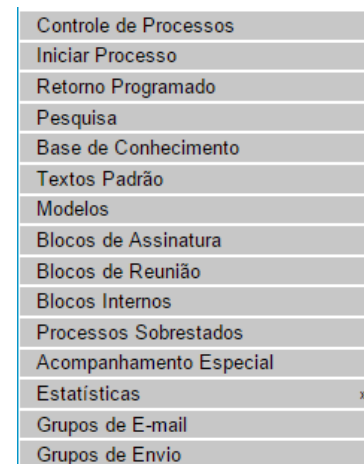 Controle de Processos
Iniciar Processo
Retorno Programado
Pesquisa
Base de Conhecimento
Textos Padrão
Modelos
Blocos de Assinatura
Blocos de Reunião
Blocos Internos
Processos Sobrestados
Acompanhamento Especial
Estatísticas »
Grupos de E-mail
Grupos de Envio